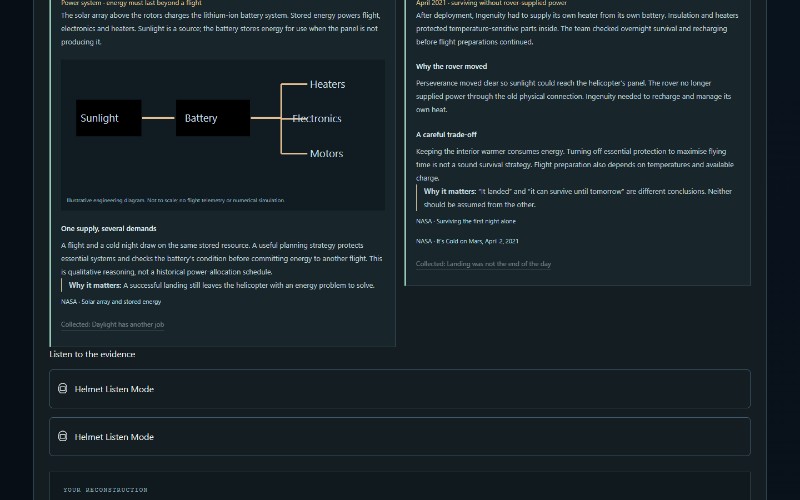 Power system · energy must last beyond a flight
The solar array above the rotors charges the lithium-ion battery system. Stored energy powers flight,
electronics and heaters. Sunlight is a source; the battery stores energy for use when the panel is not
producing it.
Sunlight
Battery
Heaters
Electronics
Motors
Illustrative engineering diagram. Not to scale; no flight telemetry or numerical simulation.
One supply, several demands
A flight and a cold night draw on the same stored resource. A useful planning strategy protects
essential systems and checks the battery's condition before committing energy to another flight. This
is qualitative reasoning, not a historical power-allocation schedule.
Why it matters: A successful landing still leaves the helicopter with an energy problem to solve.
NASA · Solar array and stored energy
Collected: Daylight has another job
April 2021 · surviving without rover-supplied power
After deployment, Ingenuity had to supply its own heater from its own battery. Insulation and heaters
protected temperature-sensitive parts inside. The team checked overnight survival and recharging
before flight preparations continued.
Why the rover moved
Perseverance moved clear so sunlight could reach the helicopter's panel. The rover no longer
supplied power through the old physical connection. Ingenuity needed to recharge and manage its
own heat.
A careful trade-off
Keeping the interior warmer consumes energy. Turning off essential protection to maximise flying
time is not a sound survival strategy. Flight preparation also depends on temperatures and available
charge.
Why it matters: "It landed" and "it can survive until tomorrow" are different conclusions. Neither
should be assumed from the other.
NASA · Surviving the first night alone
NASA · It's Cold on Mars, April 2, 2021
Collected: Landing was not the end of the day
Listen to the evidence
Helmet Listen Mode
Helmet Listen Mode
YOUR RECONSTRUCTION